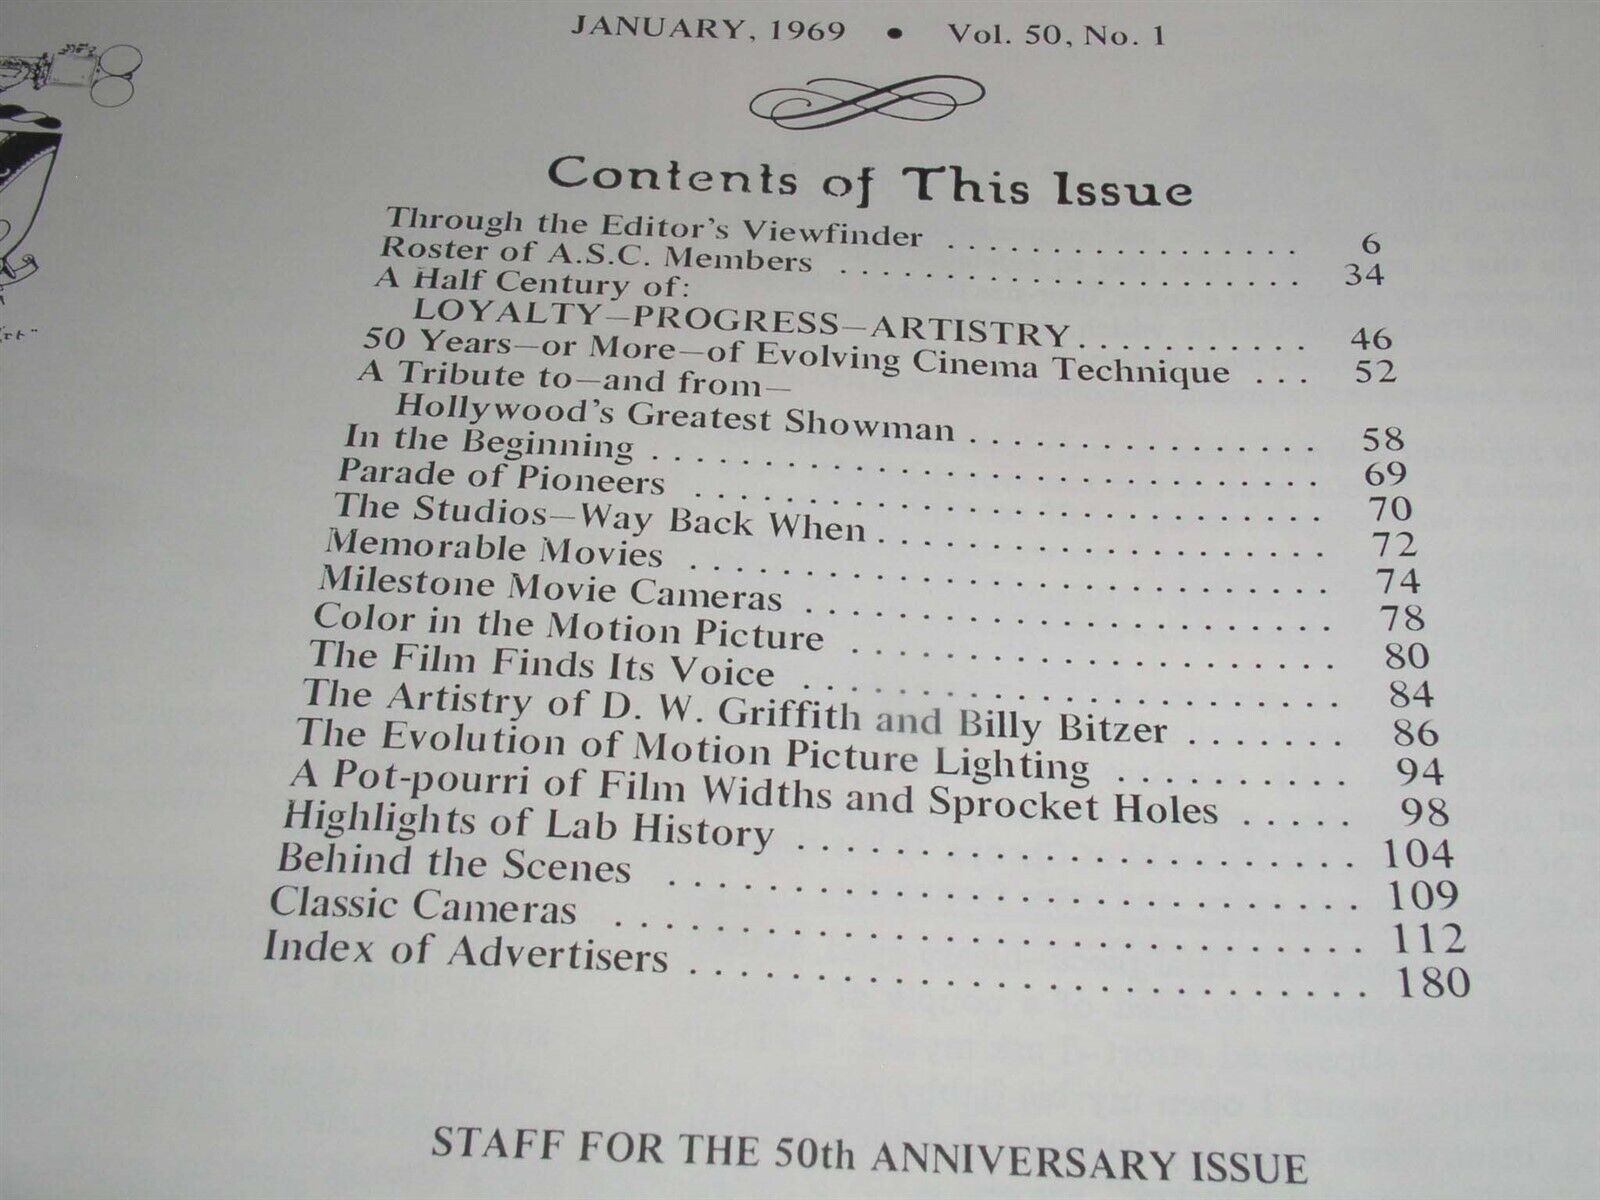 JANUARY, 1969 • Vol. 50, No. 1
Contents of This Issue
Through the Editor's Viewfinder . . . . . . . . . . . . . . . . . 6
Roster of A.S.C. Members . . . . . . . . . . . . . . . . . . . . . . 34
A Half Century of:
LOYALTY—PROGRESS—ARTISTRY . . . . . . . . . . . 46
50 Years—or More—of Evolving Cinema Technique . . . 52
A Tribute to—and from—
Hollywood's Greatest Showman . . . . . . . . . . . . . . . . 58
In the Beginning . . . . . . . . . . . . . . . . . . . . . . . . . . . . . . 69
Parade of Pioneers . . . . . . . . . . . . . . . . . . . . . . . . . . . . 70
The Studios—Way Back When . . . . . . . . . . . . . . . . . . . . 72
Memorable Movies . . . . . . . . . . . . . . . . . . . . . . . . . . . . 74
Milestone Movie Cameras . . . . . . . . . . . . . . . . . . . . . . . 78
Color in the Motion Picture . . . . . . . . . . . . . . . . . . . . . 80
The Film Finds Its Voice . . . . . . . . . . . . . . . . . . . . . . . 84
The Artistry of D. W. Griffith and Billy Bitzer . . . . . . . 86
The Evolution of Motion Picture Lighting . . . . . . . . . . 94
A Pot-pourri of Film Widths and Sprocket Holes . . . . . 98
Highlights of Lab History . . . . . . . . . . . . . . . . . . . . . . . 104
Behind the Scenes . . . . . . . . . . . . . . . . . . . . . . . . . . . . 109
Classic Cameras . . . . . . . . . . . . . . . . . . . . . . . . . . . . . . 112
Index of Advertisers . . . . . . . . . . . . . . . . . . . . . . . . . . . 180
STAFF FOR THE 50th ANNIVERSARY ISSUE